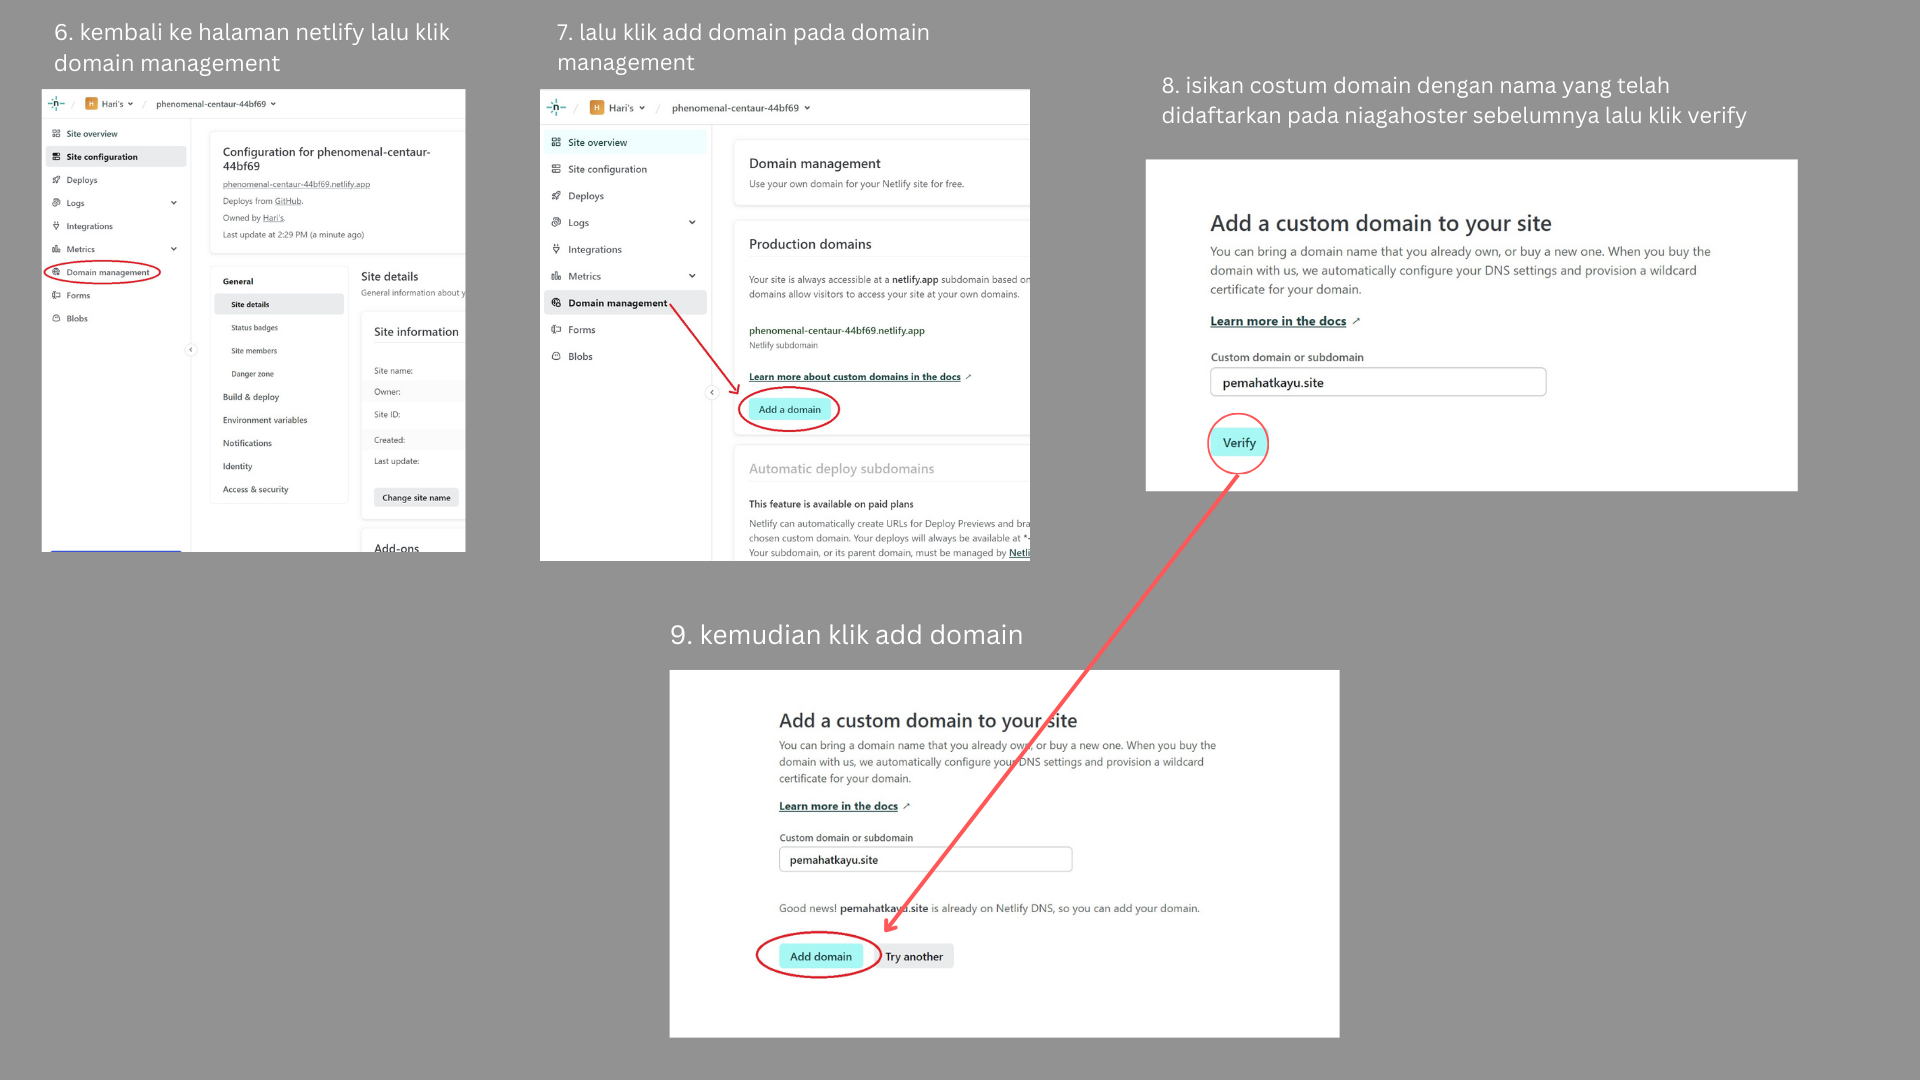 6. kembali ke halaman netlify lalu klik
domain management
n / H Hari's / phenomenal-centaur-44bf69
Site overview
Site configuration
Deploys
Logs
Integrations
Metrics
Domain management
Forms
Blobs
Configuration for phenomenal-centaur-
44bf69
phenomenal-centaur-44bf69.netlify.app
Deploys from GitHub.
Owned by Hari's.
Last update at 2:29 PM (a minute ago)
General
Site details
Status badges
Site members
Danger zone
Build & deploy
Environment variables
Notifications
Identity
Access & security
Site details
General information about y
Site information
Site name:
Owner:
Site ID:
Created:
Last update:
Change site name
Add-ons
7. lalu klik add domain pada domain
management
n / H Hari's / phenomenal-centaur-44bf69
Site overview
Site configuration
Deploys
Logs
Integrations
Metrics
Domain management
Forms
Blobs
Domain management
Use your own domain for your Netlify site for free.
Production domains
Your site is always accessible at a netlify.app subdomain based on
domains allow visitors to access your site at your own domains.
phenomenal-centaur-44bf69.netlify.app
Netlify subdomain
Learn more about custom domains in the docs
Add a domain
Automatic deploy subdomains
This feature is available on paid plans
Netlify can automatically create URLs for Deploy Previews and bra
chosen custom domain. Your deploys will always be available at *-
Your subdomain, or its parent domain, must be managed by Netli
8. isikan costum domain dengan nama yang telah
didaftarkan pada niagahoster sebelumnya lalu klik verify
Add a custom domain to your site
You can bring a domain name that you already own, or buy a new one. When you buy the
domain with us, we automatically configure your DNS settings and provision a wildcard
certificate for your domain.
Learn more in the docs
Custom domain or subdomain
pemahatkayu.site
Verify
9. kemudian klik add domain
Add a custom domain to your site
You can bring a domain name that you already own, or buy a new one. When you buy the
domain with us, we automatically configure your DNS settings and provision a wildcard
certificate for your domain.
Learn more in the docs
Custom domain or subdomain
pemahatkayu.site
Good news! pemahatkayu.site is already on Netlify DNS, so you can add your domain.
Add domain
Try another